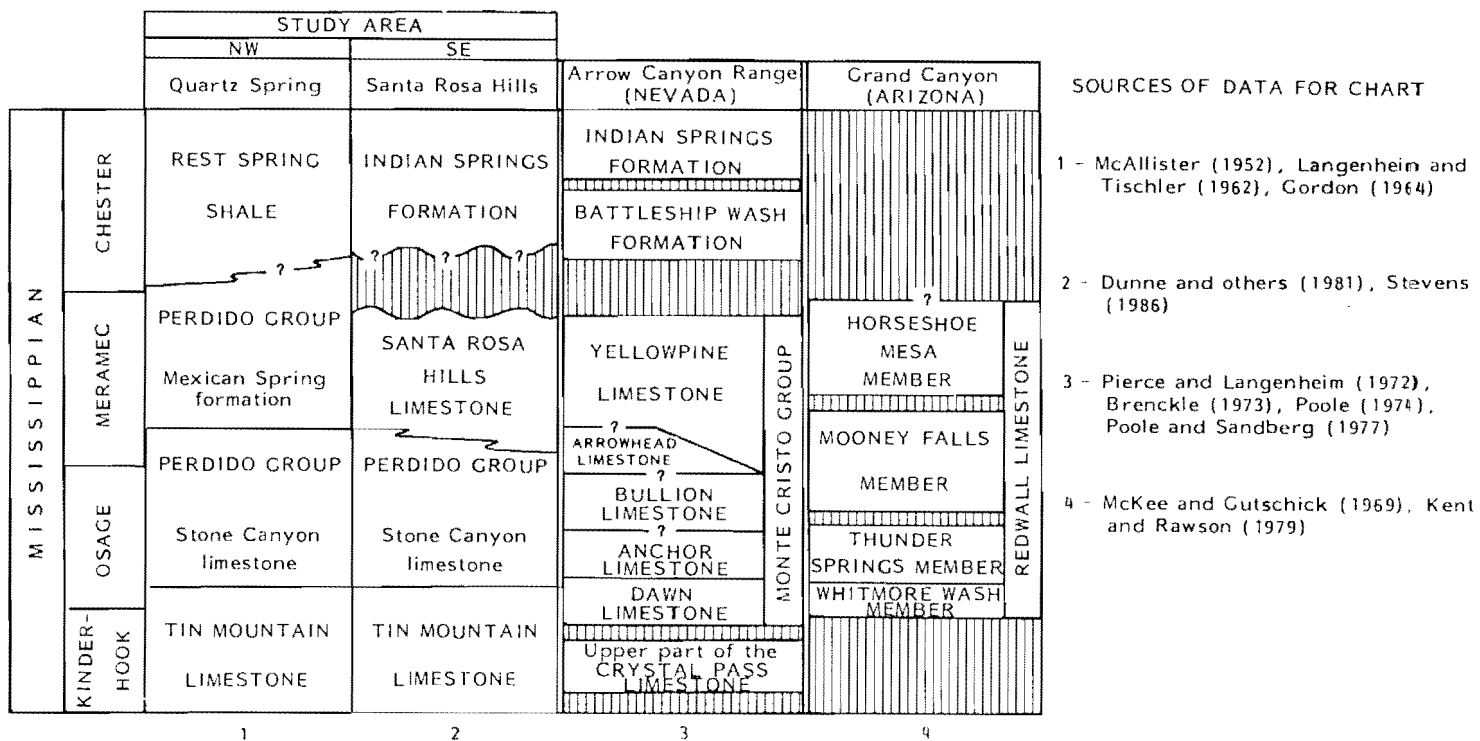 STUDY AREA
NW
SE
Quartz Spring
Santa Rosa Hills
Arrow Canyon Range
(NEVADA)
Grand Canyon
(ARIZONA)
MISSISSIPPIAN
CHESTER
MERAMEC
OSAGE
KINDER-
HOOK
REST SPRING
SHALE
?
PERDIDO GROUP
Mexican Spring
formation
PERDIDO GROUP
Stone Canyon
limestone
TIN MOUNTAIN
LIMESTONE
1
INDIAN SPRINGS
FORMATION
? ? ?
SANTA ROSA
HILLS
LIMESTONE
PERDIDO GROUP
Stone Canyon
limestone
TIN MOUNTAIN
LIMESTONE
2
INDIAN SPRINGS
FORMATION
BATTLESHIP WASH
FORMATION
YELLOWPINE
LIMESTONE
?
ARROWHEAD
LIMESTONE
?
BULLION
LIMESTONE
?
ANCHOR
LIMESTONE
DAWN
LIMESTONE
MONTE CRISTO GROUP
Upper part of the
CRYSTAL PASS
LIMESTONE
3
?
HORSESHOE
MESA
MEMBER
MOONEY FALLS
MEMBER
THUNDER
SPRINGS MEMBER
WHITMORE WASH
MEMBER
REDWALL LIMESTONE
4
SOURCES OF DATA FOR CHART
1 - McAllister (1952), Langenheim and
Tischler (1962), Gordon (1964)
2 - Dunne and others (1981), Stevens
(1986)
3 - Pierce and Langenheim (1972),
Brenckle (1973), Poole (1974),
Poole and Sandberg (1977)
4 - McKee and Gutschick (1969), Kent
and Rawson (1979)